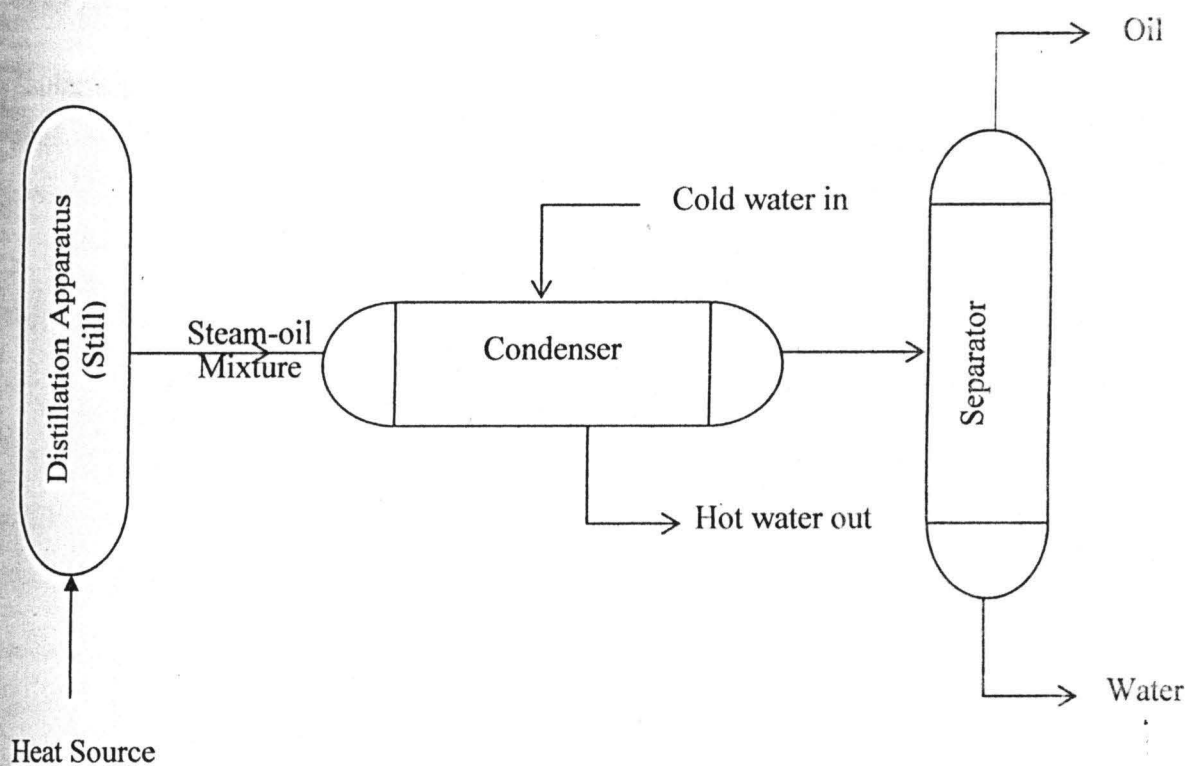 Oil
Cold water in
Distillation Apparatus
(Still)
Steam-oil
Mixture
Condenser
Separator
Hot water out
Water
Heat Source